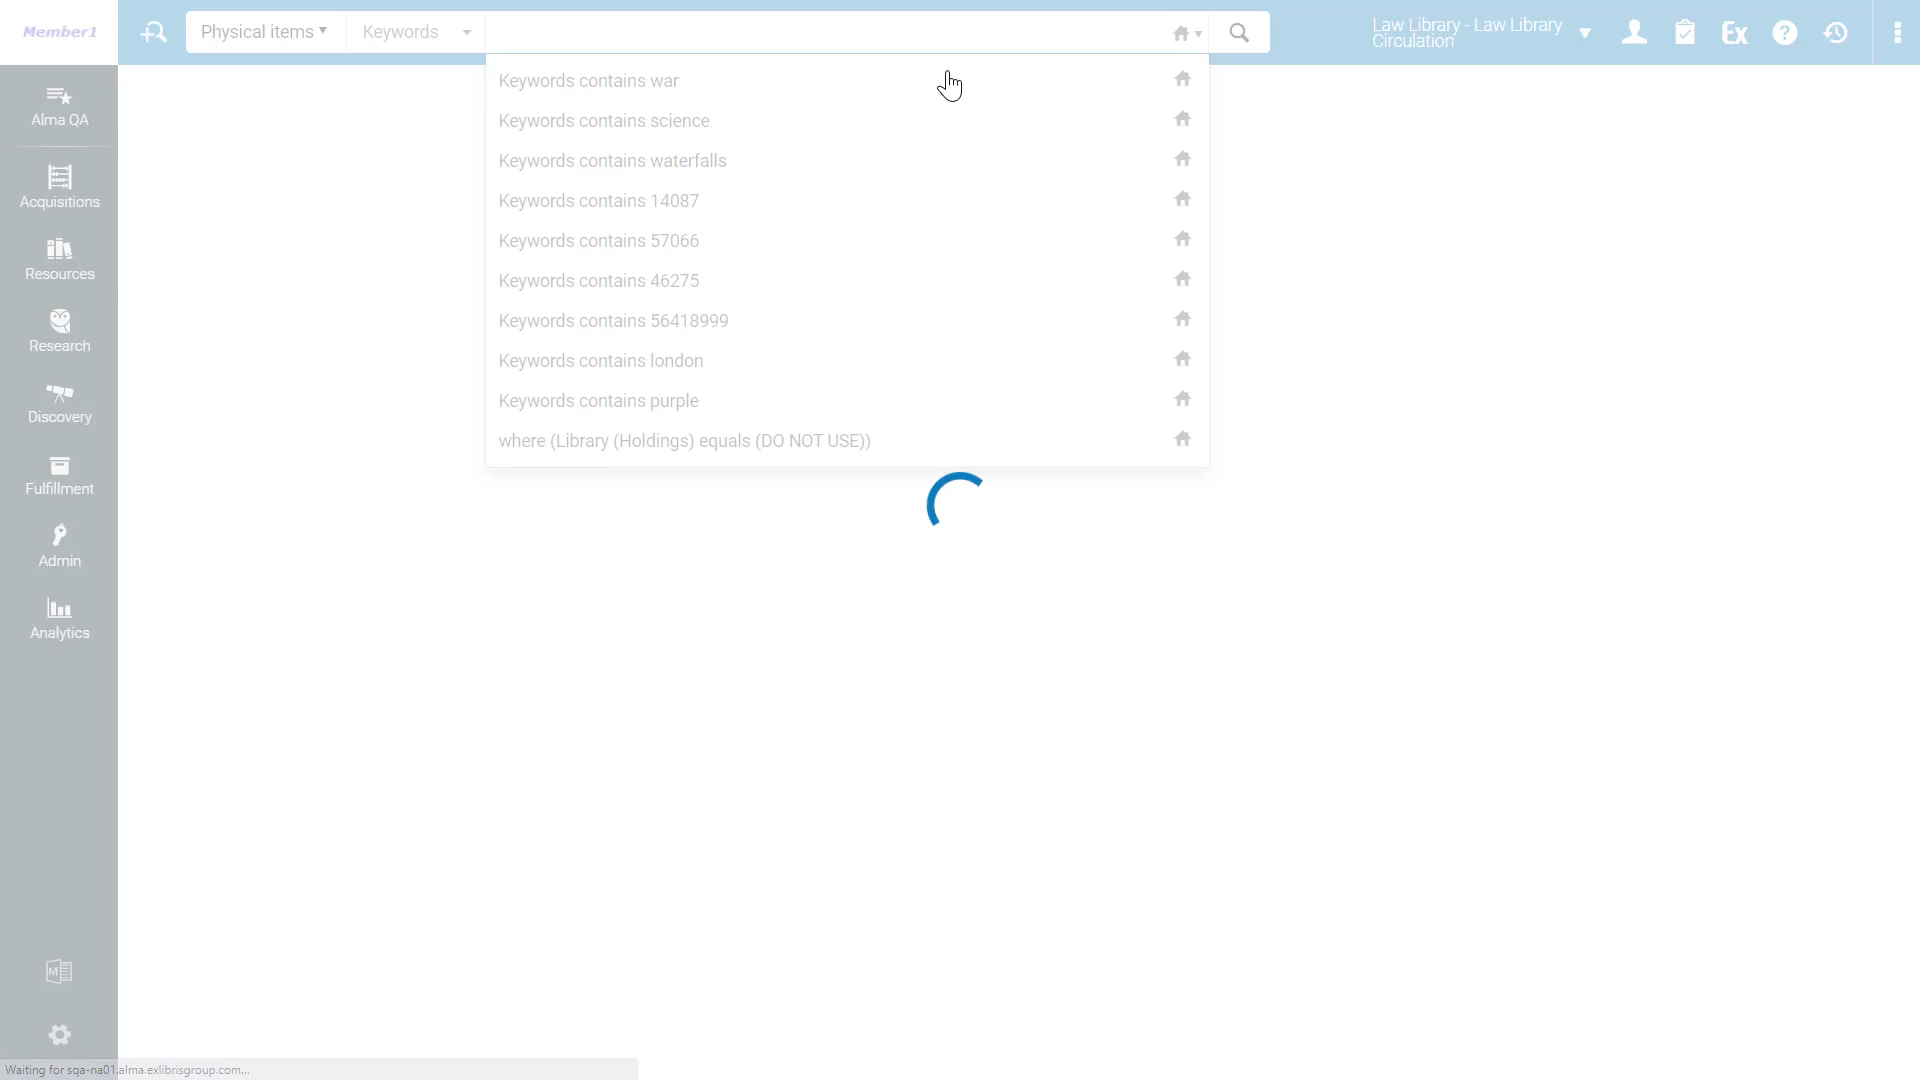 Member1
Physical items
Keywords
Law Library - Law Library
Circulation
Ex
?
Keywords contains war
Keywords contains science
Keywords contains waterfalls
Keywords contains 14087
Keywords contains 57066
Keywords contains 46275
Keywords contains 56418999
Keywords contains london
Keywords contains purple
where (Library (Holdings) equals (DO NOT USE))
Alma QA
Acquisitions
Resources
Research
Discovery
Fulfillment
Admin
Analytics
M
Waiting for sqa-na01.alma.exlibrisgroup.com...